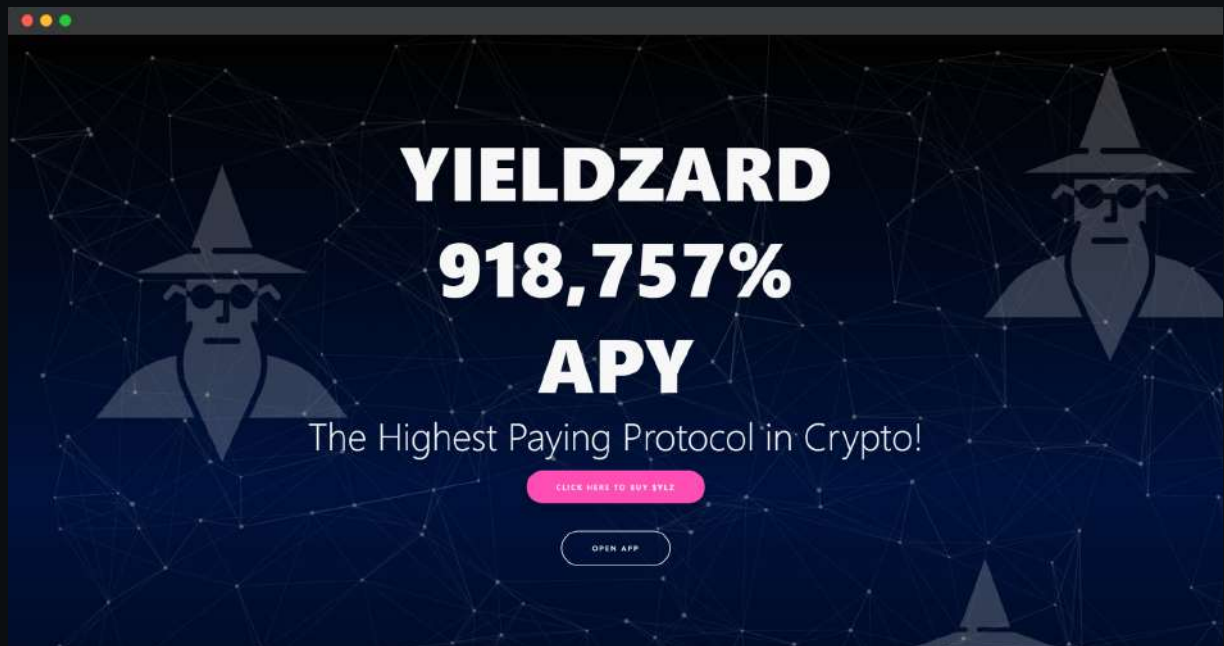 YIELDZARD
918,757%
APY
The Highest Paying Protocol in Crypto!
CLICK HERE TO BUY $YLZ
OPEN APP